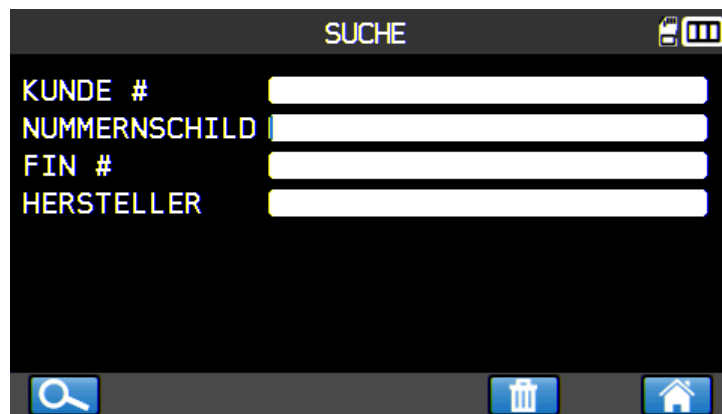 SUCHE
KUNDE #
NUMMERNSCHILD
FIN #
HERSTELLER